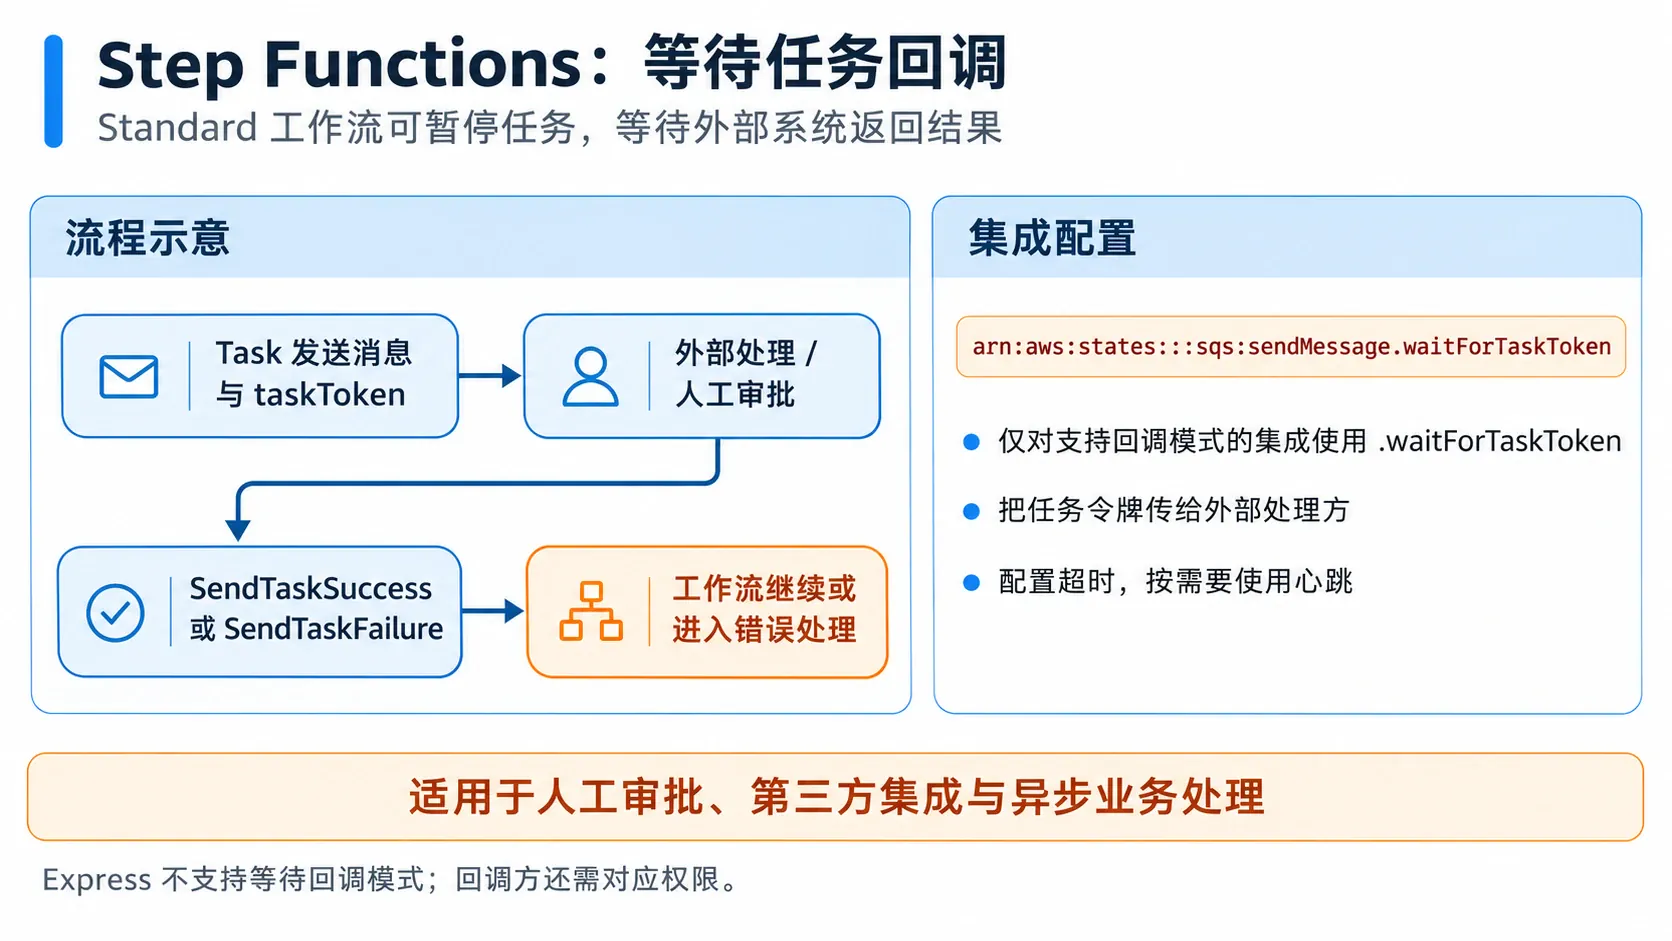 Step Functions：等待任务回调
Standard 工作流可暂停任务，等待外部系统返回结果
流程示意
Task 发送消息
与 taskToken
外部处理 /
人工审批
SendTaskSuccess
或 SendTaskFailure
工作流继续或
进入错误处理
集成配置
arn:aws:states:::sqs:sendMessage.waitForTaskToken
仅对支持回调模式的集成使用 .waitForTaskToken
把任务令牌传给外部处理方
配置超时，按需要使用心跳
适用于人工审批、第三方集成与异步业务处理
Express 不支持等待回调模式；回调方还需对应权限。